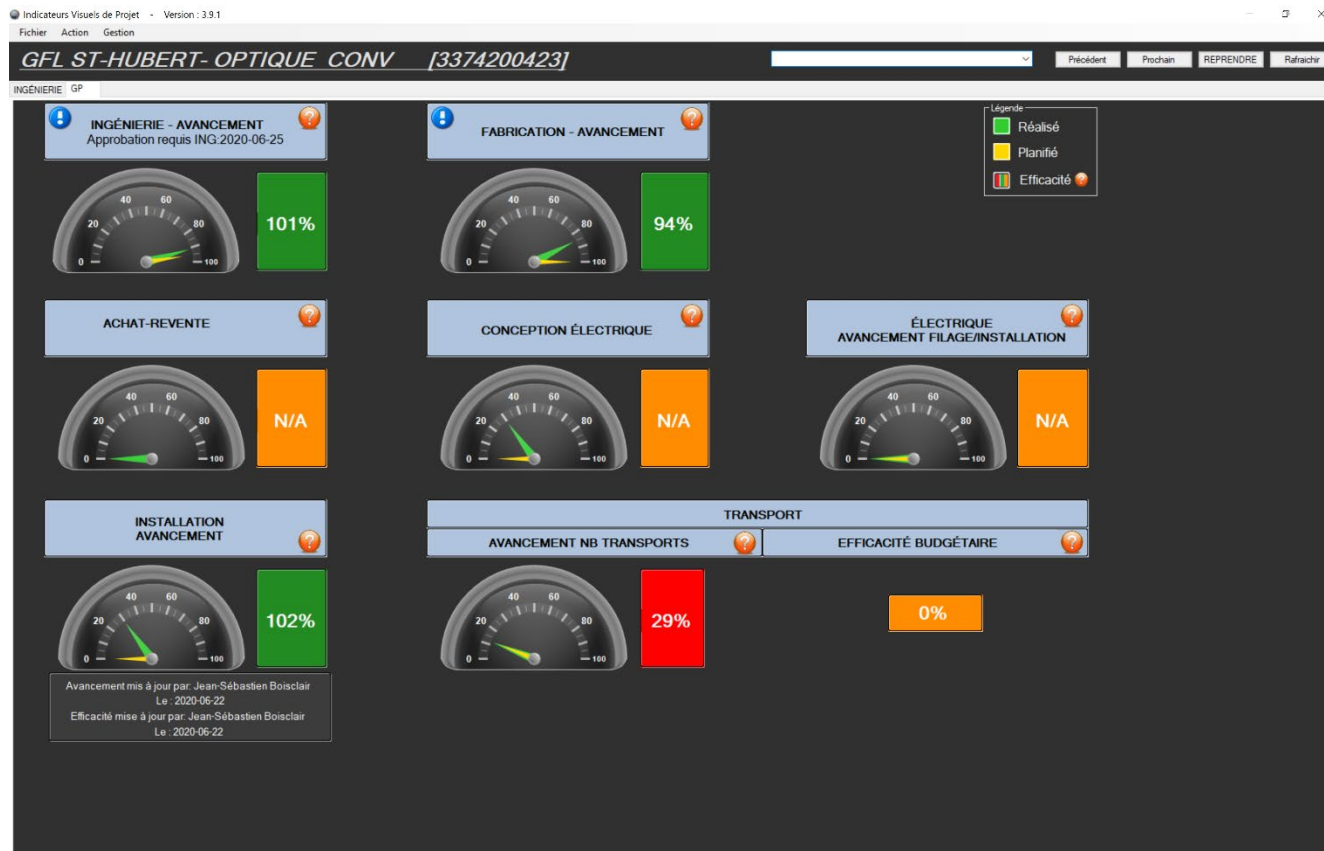 Indicateurs Visuels de Projet - Version : 3.9.1
Fichier Action Gestion
GFL ST-HUBERT- OPTIQUE CONV [3374200423]
Précédent Prochain REPRENDRE Rafraichir
INGÉNIERIE GP
INGÉNIERIE - AVANCEMENT
Approbation requis ING:2020-06-25
FABRICATION - AVANCEMENT
Légende
Réalisé
Planifié
Efficacité
0 20 40 60 80 100
101%
0 20 40 60 80 100
94%
ACHAT-REVENTE
CONCEPTION ÉLECTRIQUE
ÉLECTRIQUE
AVANCEMENT FILAGE/INSTALLATION
0 20 40 60 80 100
N/A
0 20 40 60 80 100
N/A
0 20 40 60 80 100
N/A
INSTALLATION
AVANCEMENT
TRANSPORT
AVANCEMENT NB TRANSPORTS
EFFICACITÉ BUDGÉTAIRE
0 20 40 60 80 100
102%
0 20 40 60 80 100
29%
0%
Avancement mis à jour par: Jean-Sébastien Boisclair
Le : 2020-06-22
Efficacité mise à jour par: Jean-Sébastien Boisclair
Le : 2020-06-22